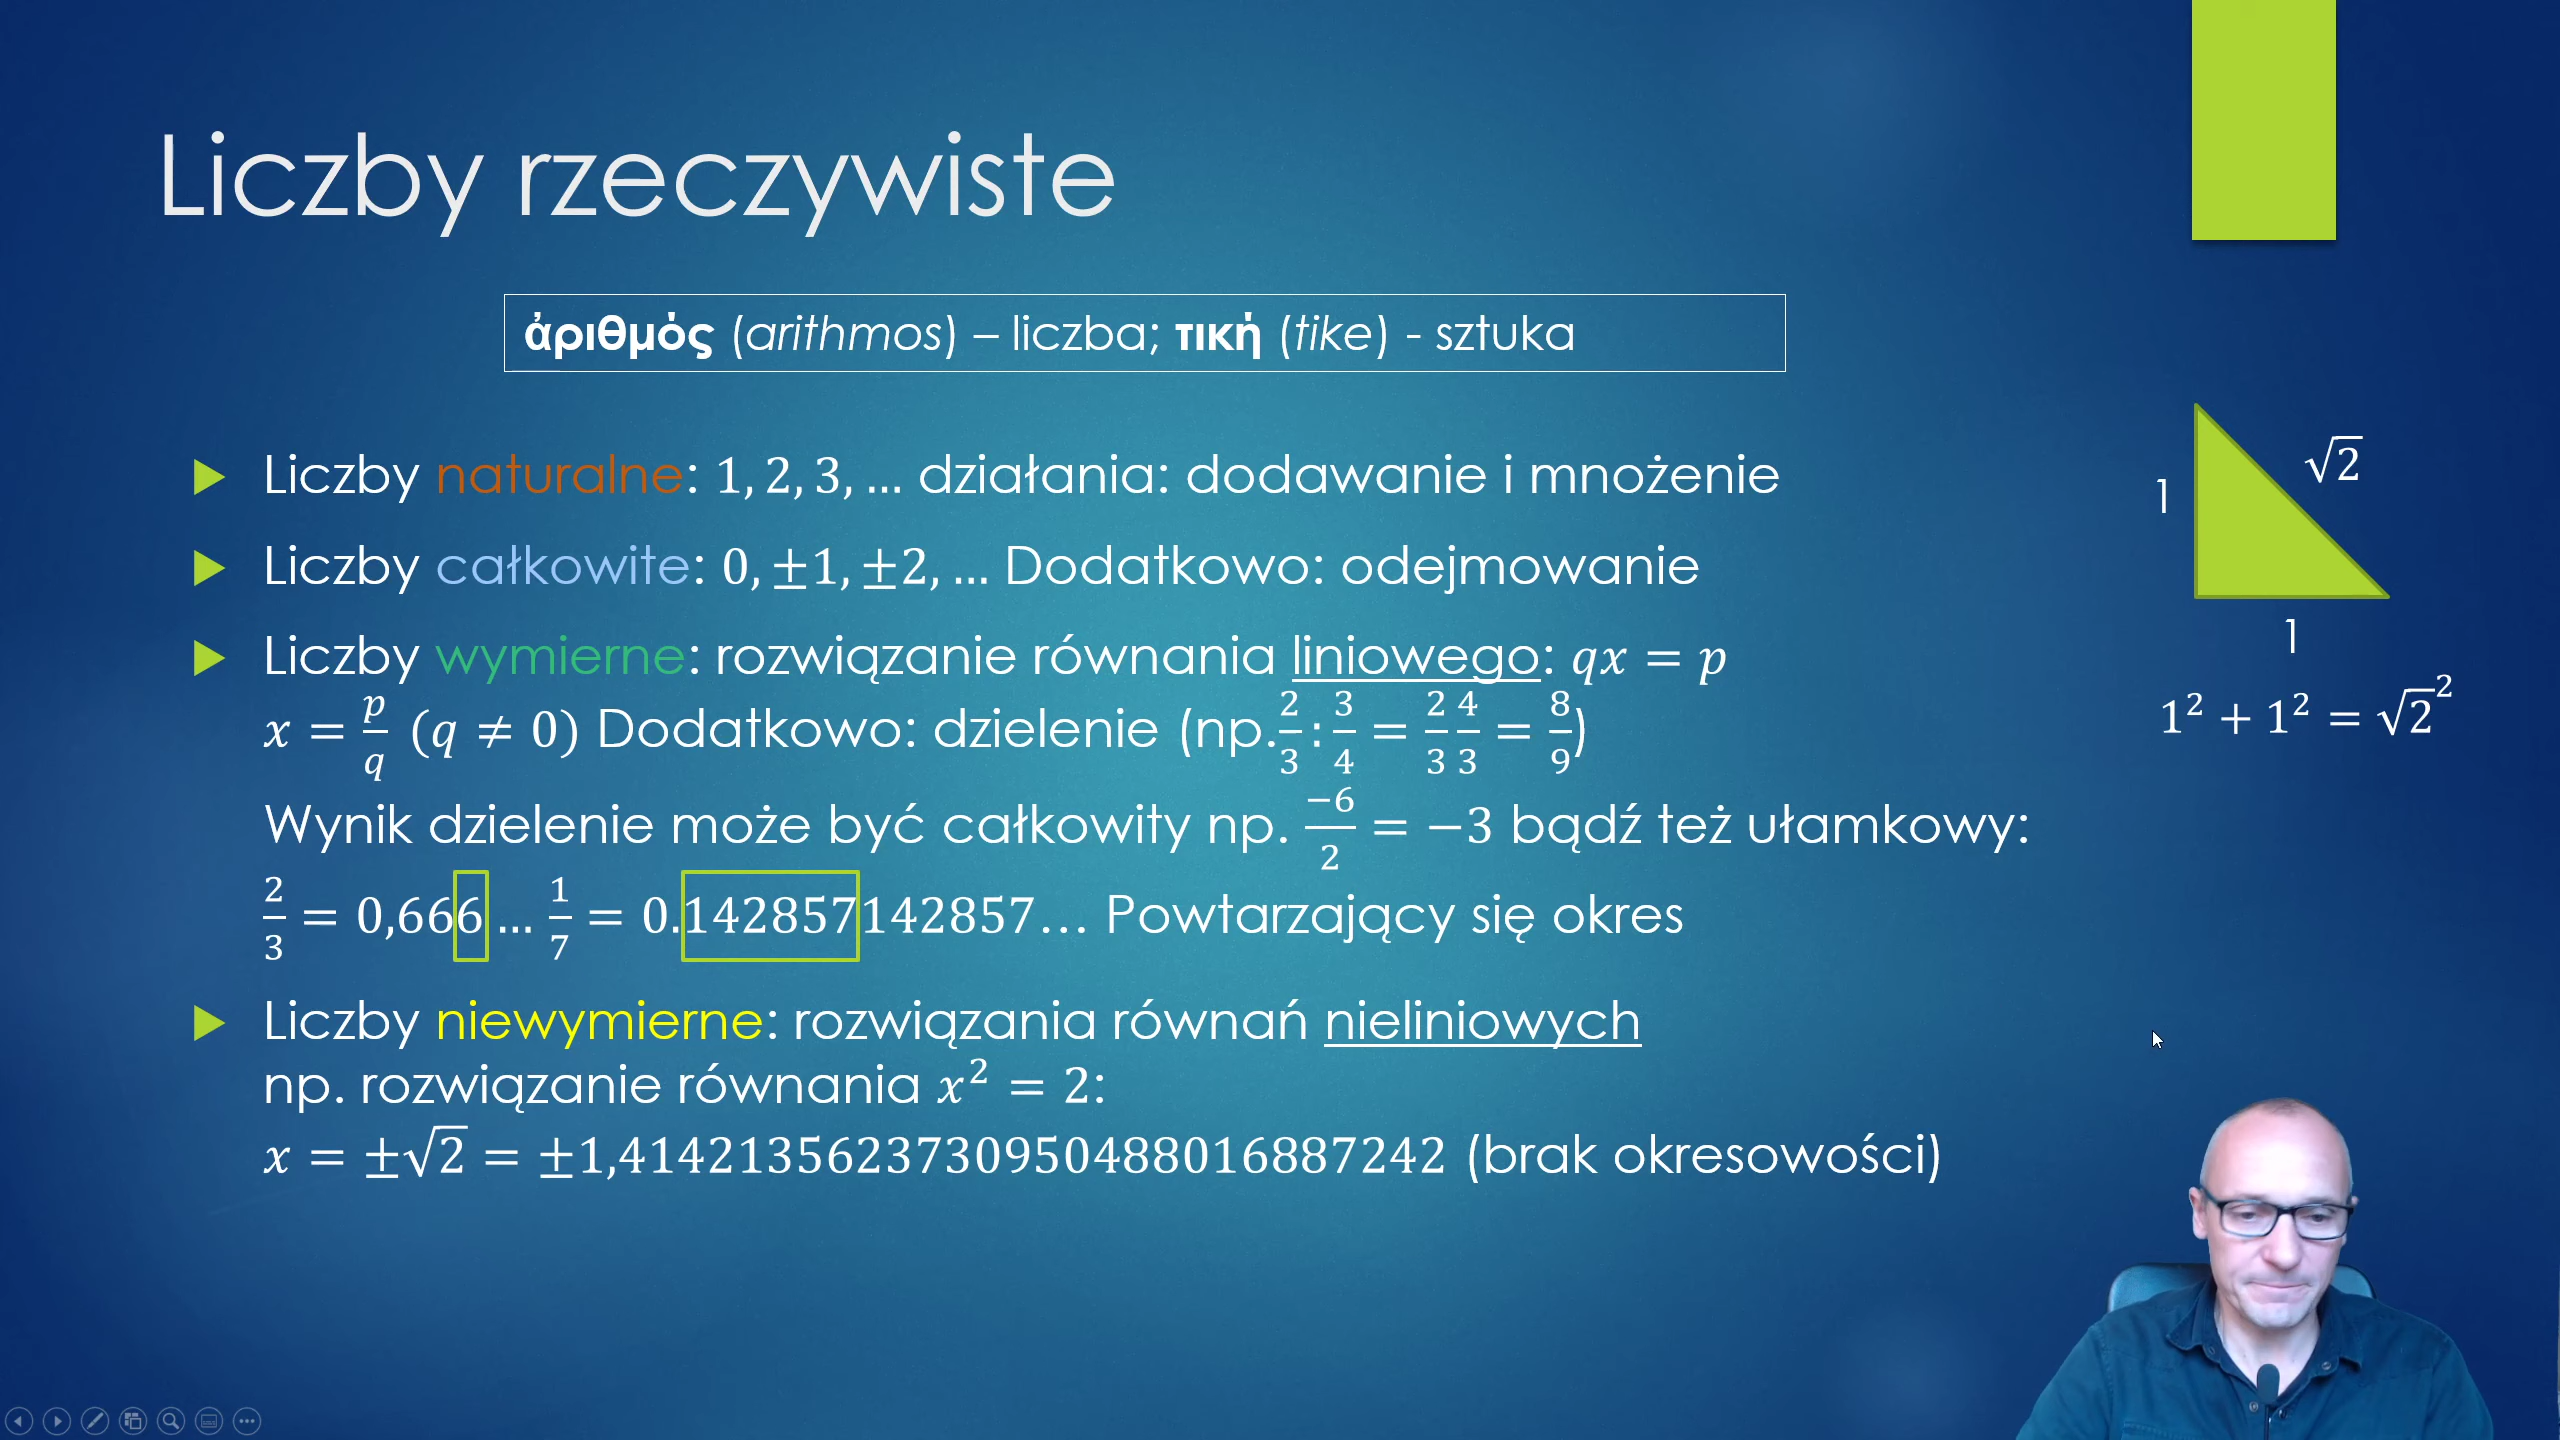 Liczby rzeczywiste
ἀριθμός (arithmos) – liczba; τική (tike) - sztuka
Liczby naturalne: 1, 2, 3, … działania: dodawanie i mnożenie
Liczby całkowite: 0, ±1, ±2, … Dodatkowo: odejmowanie
Liczby wymierne: rozwiązanie równania liniowego: qx = p
x = p/q (q ≠ 0) Dodatkowo: dzielenie (np. 2/3 : 3/4 = 2/3 4/3 = 8/9)
Wynik dzielenie może być całkowity np. −6/2 = −3 bądź też ułamkowy:
2/3 = 0,666 … 1/7 = 0.142857142857… Powtarzający się okres
Liczby niewymierne: rozwiązania równań nieliniowych
np. rozwiązanie równania x² = 2:
x = ±√2 = ±1,4142135623730950488016887242 (brak okresowości)
√2
1
1
1² + 1² = √2²